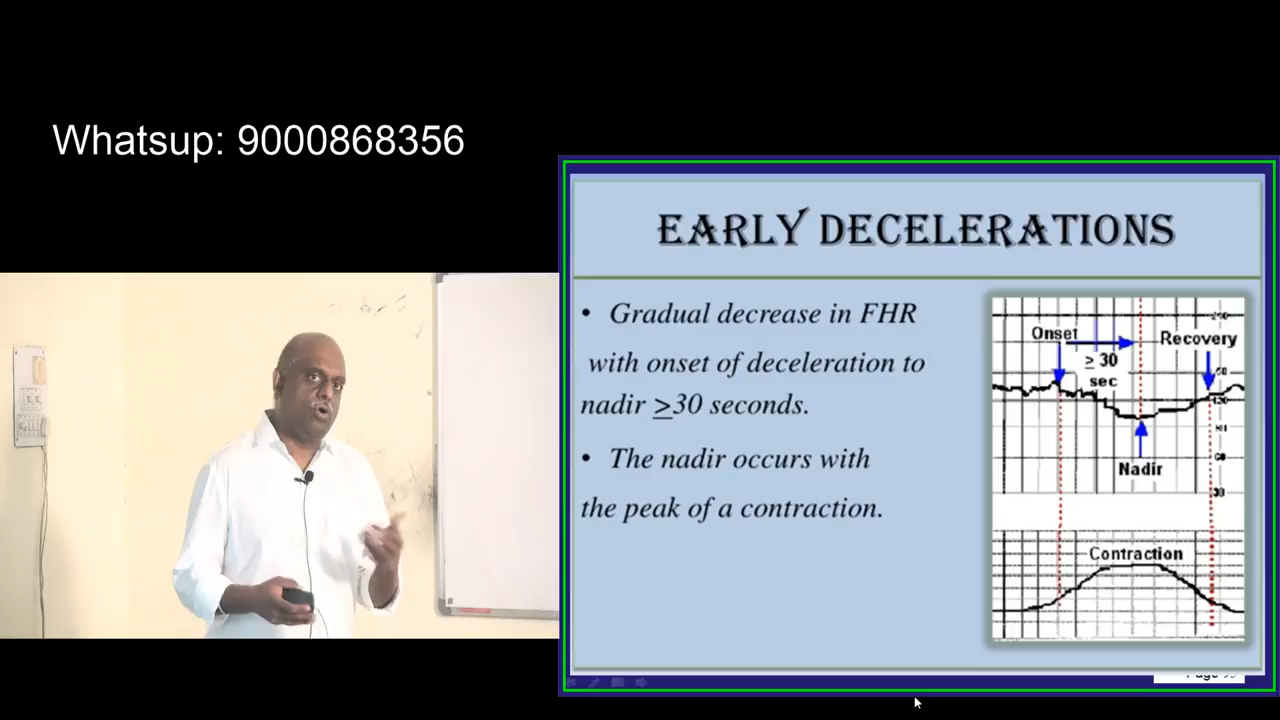 Whatsup: 9000868356
EARLY DECELERATIONS
• Gradual decrease in FHR
with onset of deceleration to
nadir >30 seconds.
• The nadir occurs with
the peak of a contraction.
Onset
> 30
sec
Recovery
Nadir
Contraction